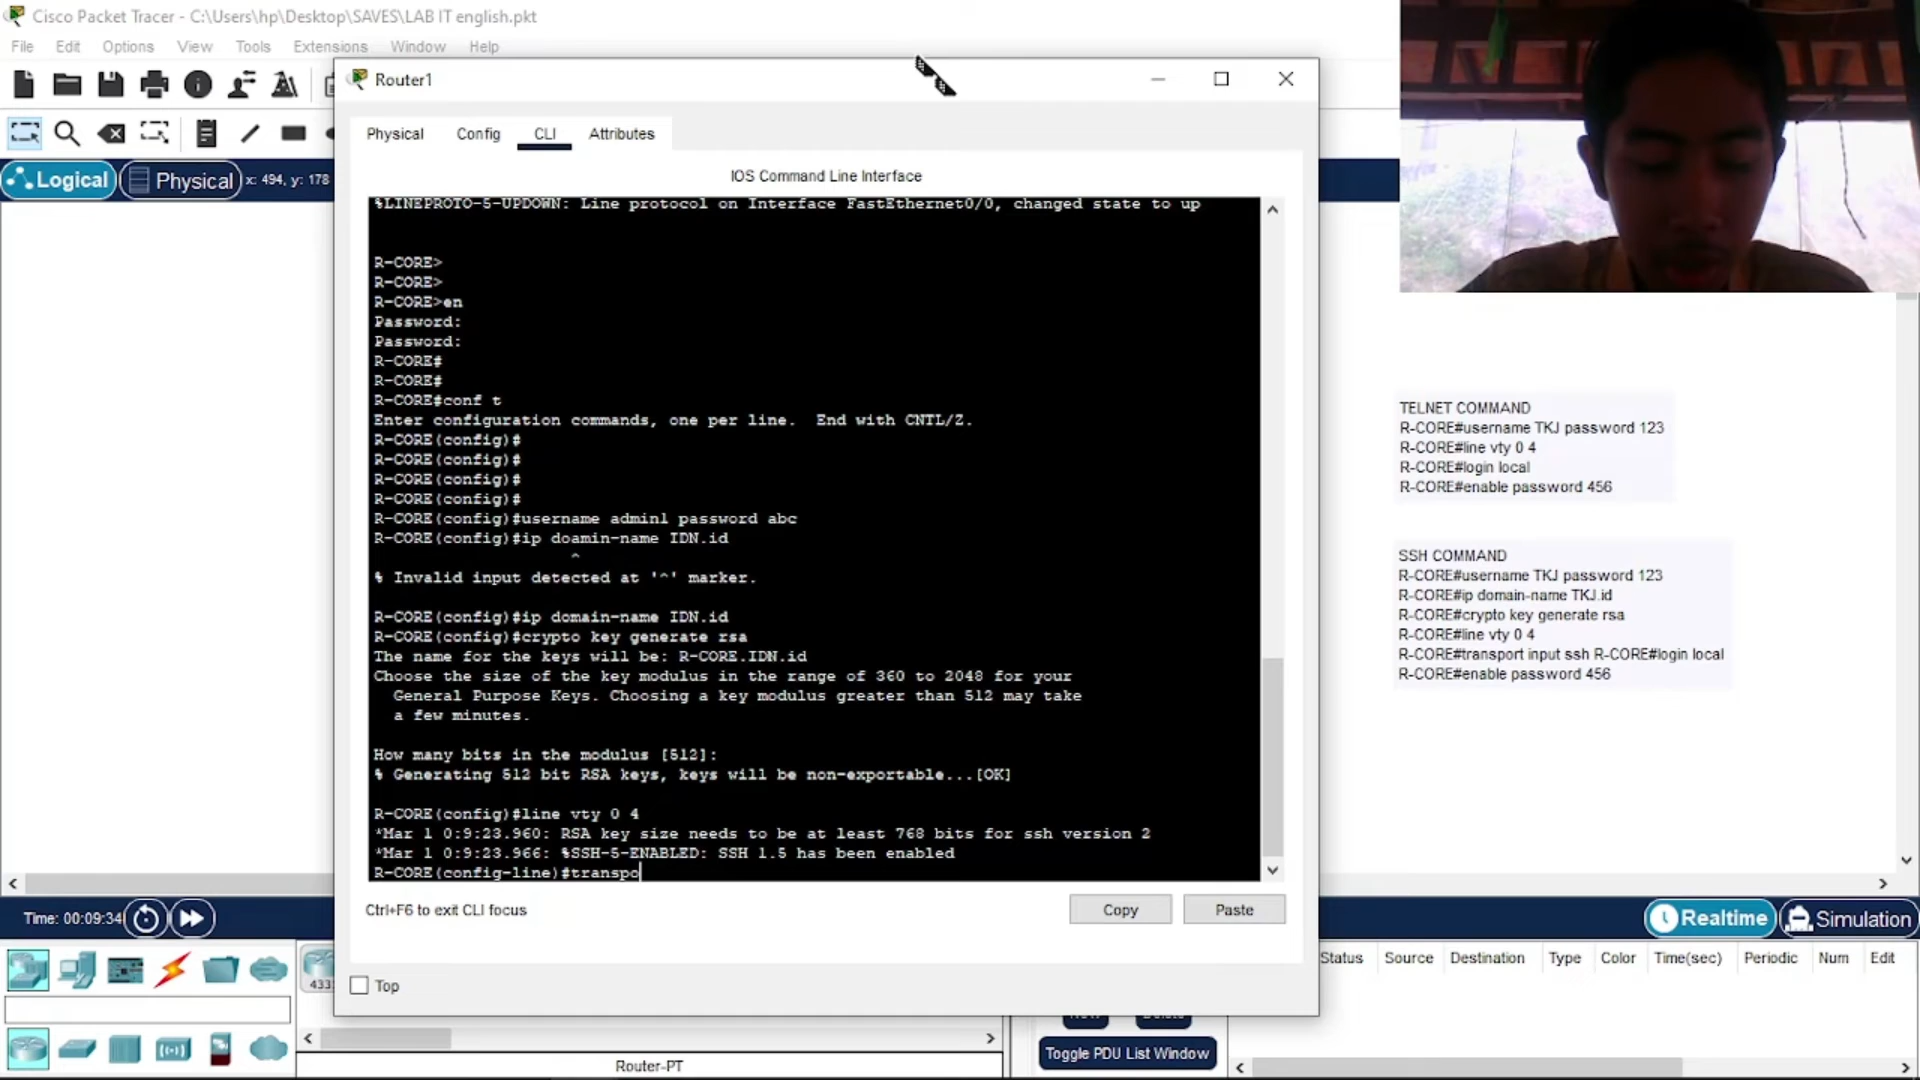 Cisco Packet Tracer - C:\Users\hp\Desktop\SAVES\LAB IT english.pkt
File Edit Options View Tools Extensions Window Help
Router1
Physical Config CLI Attributes
Logical Physical x: 494, y: 178
IOS Command Line Interface
%LINEPROTO-5-UPDOWN: Line protocol on Interface FastEthernet0/0, changed state to up
R-CORE>
R-CORE>
R-CORE>en
Password:
Password:
R-CORE#
R-CORE#
R-CORE#conf t
Enter configuration commands, one per line. End with CNTL/Z.
R-CORE(config)#
R-CORE(config)#
R-CORE(config)#
R-CORE(config)#
R-CORE(config)#username admin1 password abc
R-CORE(config)#ip doamin-name IDN.id
^
% Invalid input detected at '^' marker.
R-CORE(config)#ip domain-name IDN.id
R-CORE(config)#crypto key generate rsa
The name for the keys will be: R-CORE.IDN.id
Choose the size of the key modulus in the range of 360 to 2048 for your
General Purpose Keys. Choosing a key modulus greater than 512 may take
a few minutes.
How many bits in the modulus [512]:
% Generating 512 bit RSA keys, keys will be non-exportable...[OK]
R-CORE(config)#line vty 0 4
*Mar 1 0:9:23.960: RSA key size needs to be at least 768 bits for ssh version 2
*Mar 1 0:9:23.966: %SSH-5-ENABLED: SSH 1.5 has been enabled
R-CORE(config-line)#transpo
Ctrl+F6 to exit CLI focus
Copy Paste
Top
TELNET COMMAND
R-CORE#username TKJ password 123
R-CORE#line vty 0 4
R-CORE#login local
R-CORE#enable password 456
SSH COMMAND
R-CORE#username TKJ password 123
R-CORE#ip domain-name TKJ.id
R-CORE#crypto key generate rsa
R-CORE#line vty 0 4
R-CORE#transport input ssh R-CORE#login local
R-CORE#enable password 456
Time: 00:09:34
Realtime Simulation
Status Source Destination Type Color Time(sec) Periodic Num Edit
433
New Delete
Toggle PDU List Window
Router-PT